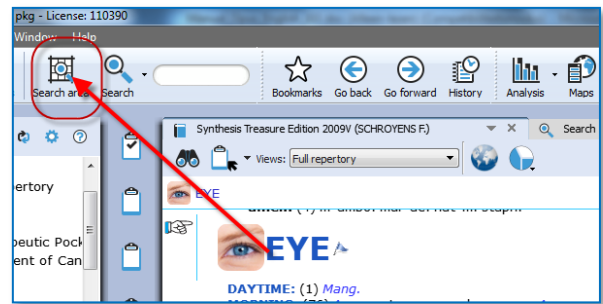 pkg - License: 110390
Window Help
Search area Search Bookmarks Go back Go forward History Analysis Maps
Synthesis Treasure Edition 2009V (SCHROYENS F.) Search
Views: Full repertory
EYE
ertory
EYE
peutic Pock
ent of Can
DAYTIME: (1) Mang.